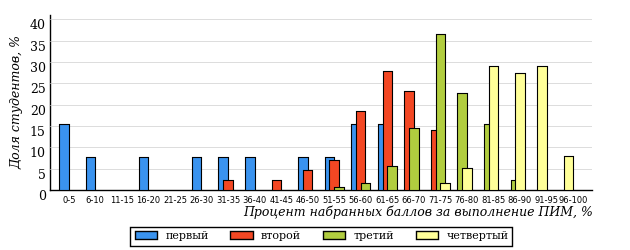 40
35
30
25
20
15
10
5
0
Доля студентов, %
0-5 6-10 11-15 16-20 21-25 26-30 31-35 36-40 41-45 46-50 51-55 56-60 61-65 66-70 71-75 76-80 81-85 86-90 91-95 96-100
Процент набранных баллов за выполнение ПИМ, %
первый второй третий четвертый